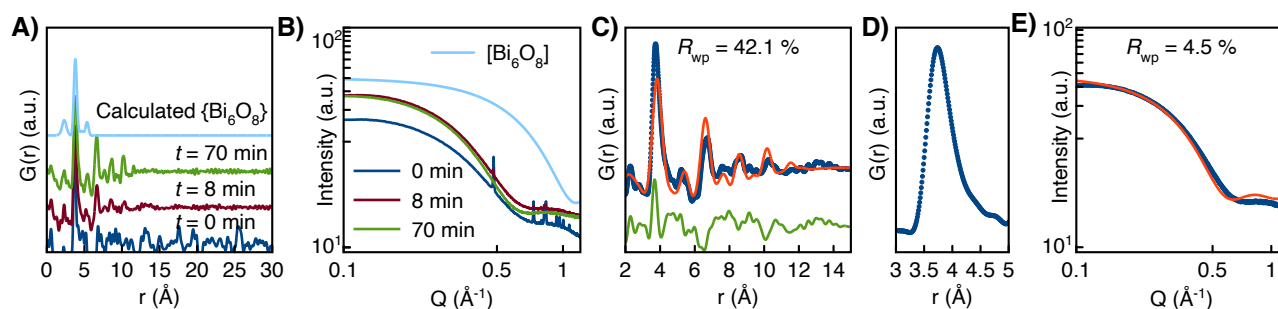 A)
G(r) (a.u.)
Calculated {Bi₆O₈}
t = 70 min
t = 8 min
t = 0 min
0 5 10 15 20 25 30
r (Å)
B)
Intensity (a.u.)
10²
10¹
[Bi₆O₈]
0 min
8 min
70 min
0.1 0.5 1
Q (Å⁻¹)
C)
G(r) (a.u.)
R_wp = 42.1 %
2 4 6 8 10 12 14
r (Å)
D)
G(r) (a.u.)
3 3.5 4 4.5 5
r (Å)
E)
Intensity (a.u.)
10²
10¹
R_wp = 4.5 %
0.1 0.5 1
Q (Å⁻¹)